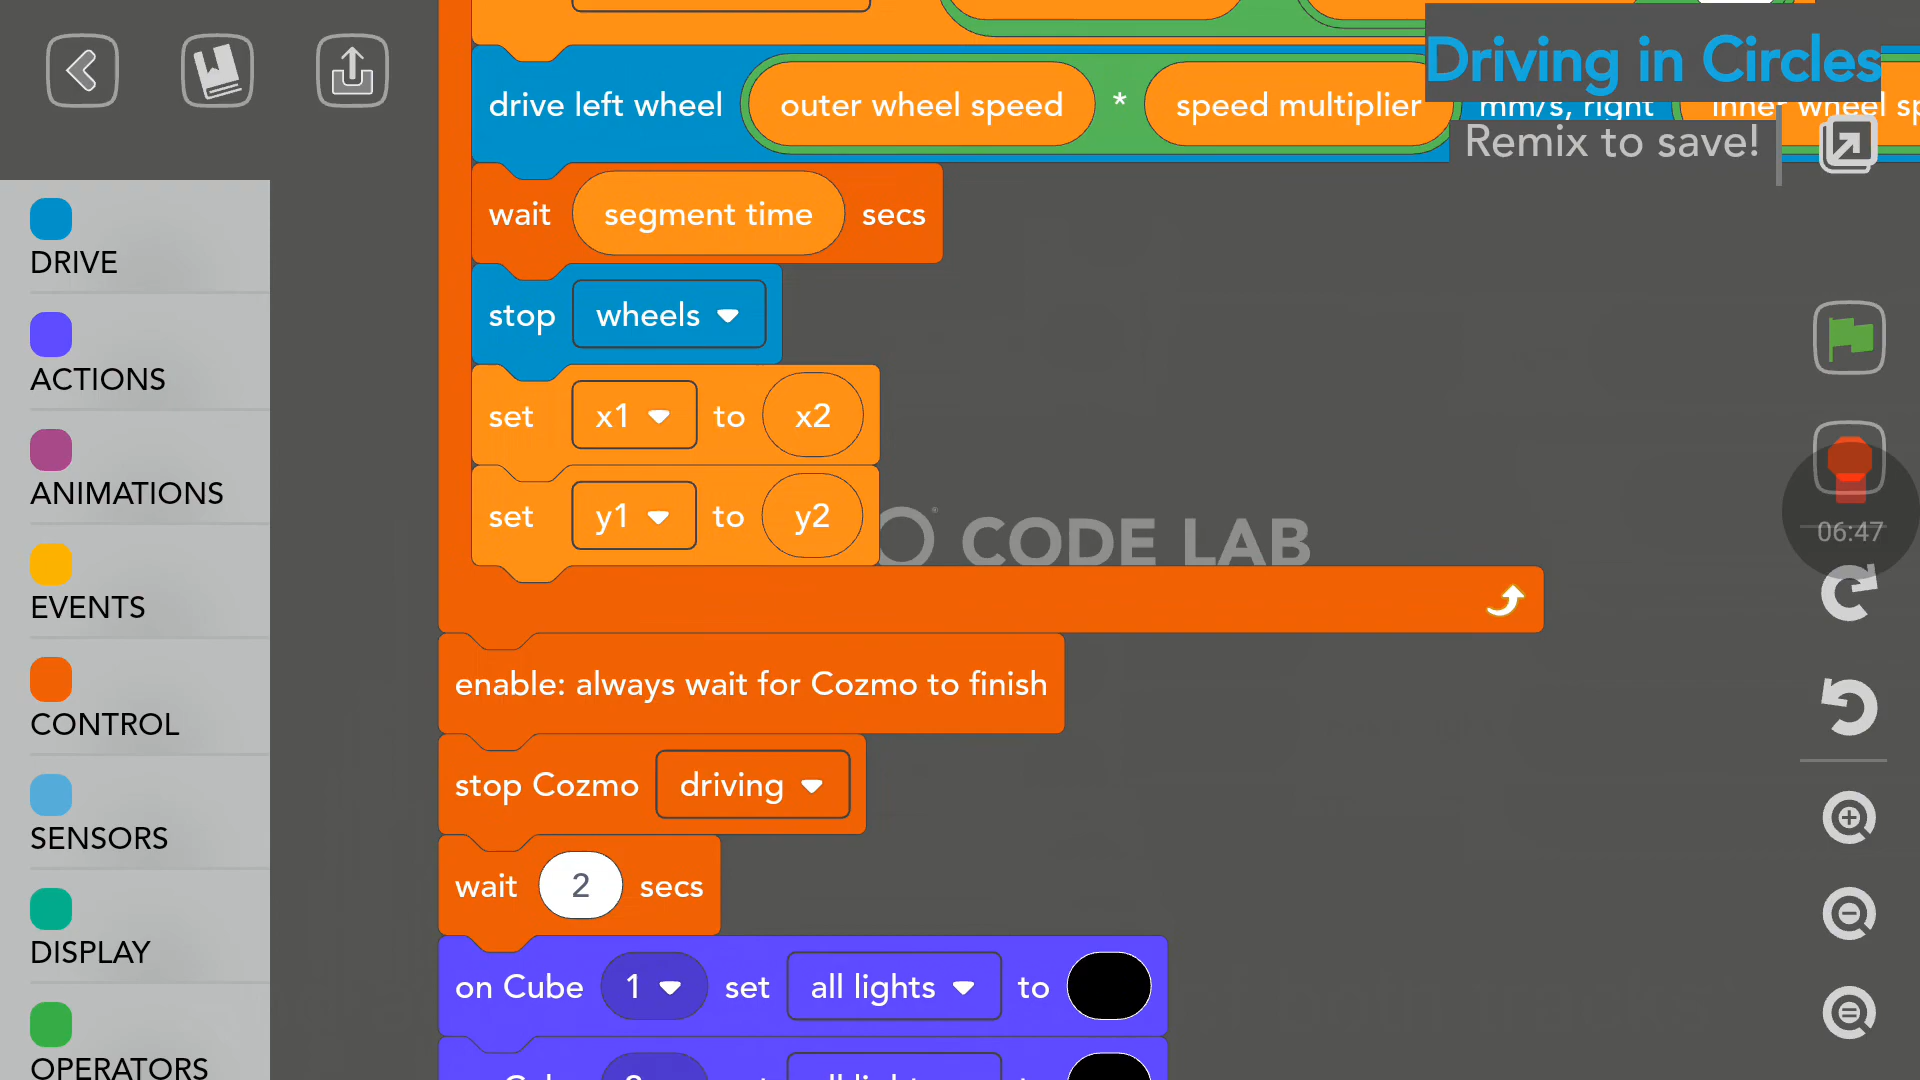 Driving in Circles
drive left wheel outer wheel speed * speed multiplier mm/s, right inner wheel sp
Remix to save!
wait segment time secs
stop wheels
set x1 to x2
set y1 to y2
CODE LAB
06:47
enable: always wait for Cozmo to finish
stop Cozmo driving
wait 2 secs
on Cube 1 set all lights to
DRIVE
ACTIONS
ANIMATIONS
EVENTS
CONTROL
SENSORS
DISPLAY
OPERATORS